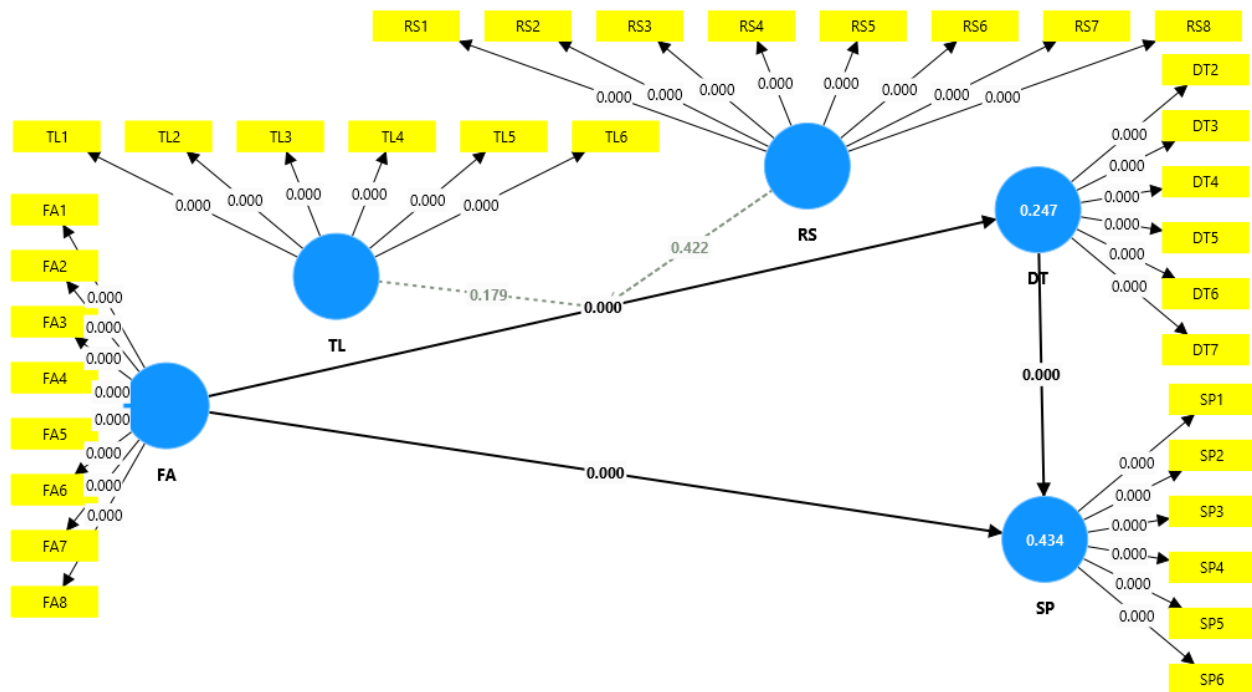 RS1 RS2 RS3 RS4 RS5 RS6 RS7 RS8
0.000 0.000 0.000 0.000 0.000 0.000 0.000 0.000
RS
TL1 TL2 TL3 TL4 TL5 TL6
0.000 0.000 0.000 0.000 0.000 0.000
TL
0.179
0.422
0.000
FA1
FA2
FA3
FA4
FA5
FA6
FA7
FA8
0.000
0.000
0.000
0.000
0.000
0.000
0.000
0.000
FA
0.000
DT2
DT3
DT4
DT5
DT6
DT7
0.000
0.000
0.000
0.000
0.000
0.000
0.247
DT
0.000
SP1
SP2
SP3
SP4
SP5
SP6
0.000
0.000
0.000
0.000
0.000
0.000
0.434
SP